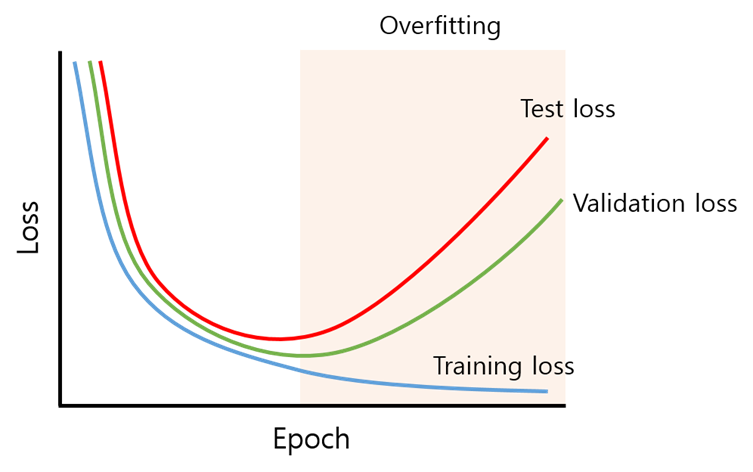 Overfitting
Test loss
Validation loss
Loss
Training loss
Epoch